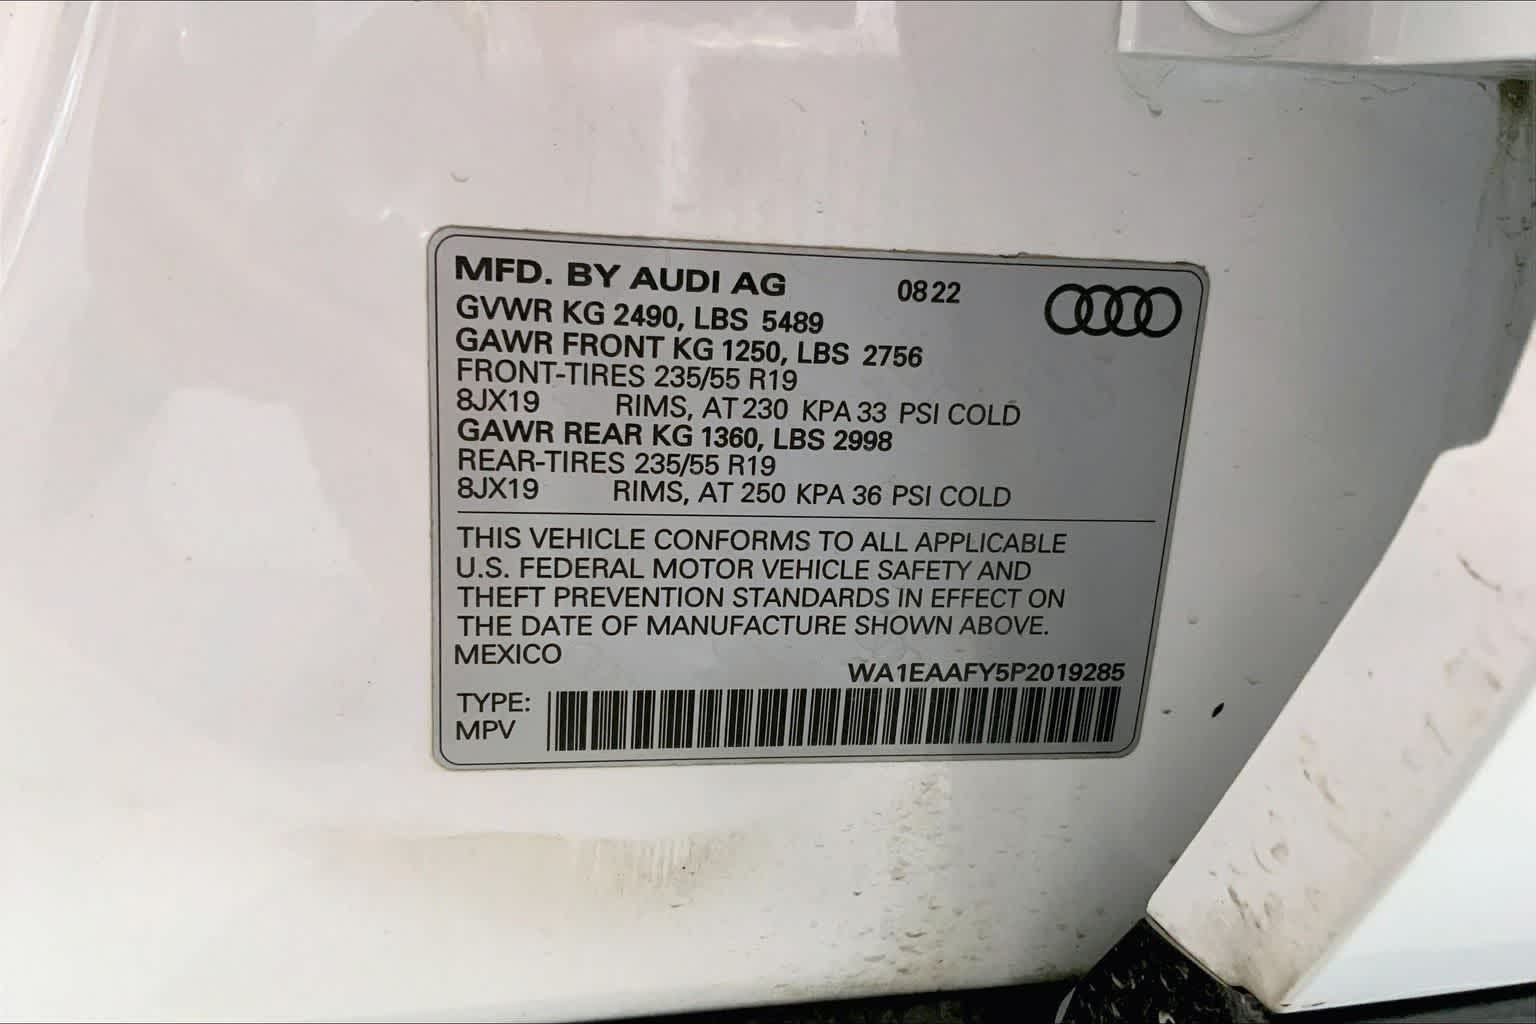 MFD. BY AUDI AG 0822
GVWR KG 2490, LBS 5489
GAWR FRONT KG 1250, LBS 2756
FRONT-TIRES 235/55 R19
8JX19 RIMS, AT 230 KPA 33 PSI COLD
GAWR REAR KG 1360, LBS 2998
REAR-TIRES 235/55 R19
8JX19 RIMS, AT 250 KPA 36 PSI COLD
THIS VEHICLE CONFORMS TO ALL APPLICABLE
U.S. FEDERAL MOTOR VEHICLE SAFETY AND
THEFT PREVENTION STANDARDS IN EFFECT ON
THE DATE OF MANUFACTURE SHOWN ABOVE.
MEXICO
WA1EAAFY5P2019285
TYPE:
MPV